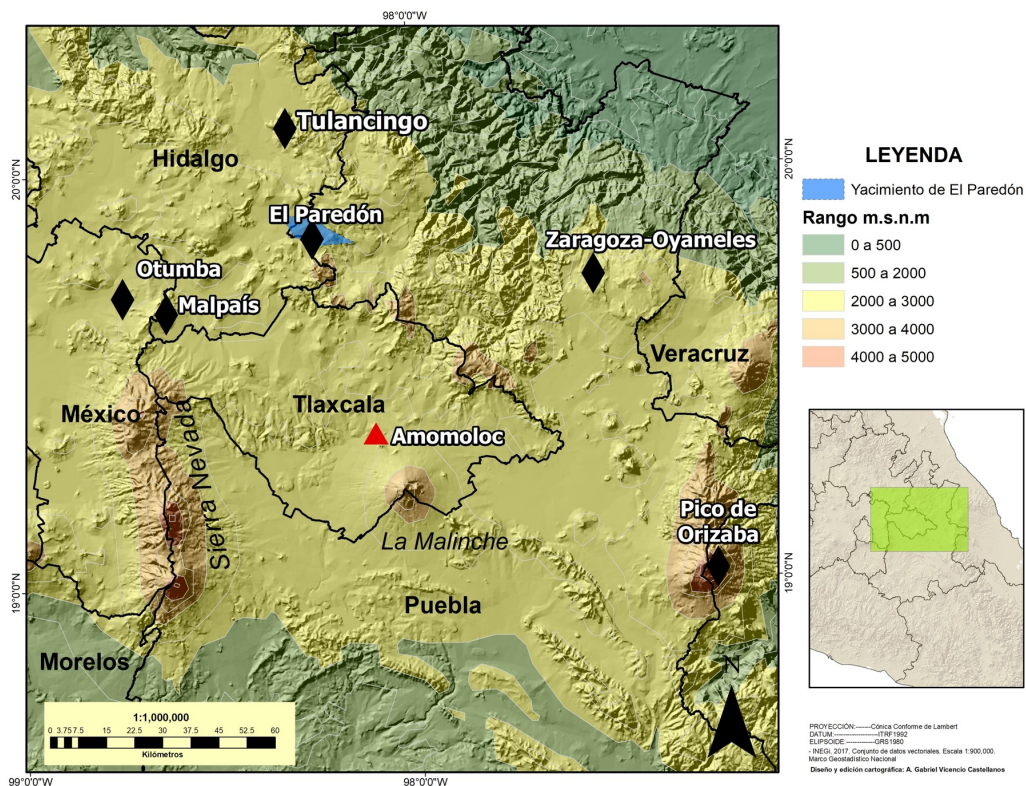 98°0'0"W
Tulancingo
Hidalgo
20°0'0"N
20°0'0"N
El Paredón
Zaragoza-Oyameles
Otumba
Malpaís
Veracruz
Tlaxcala
México
Amomoloc
Sierra Nevada
Pico de
Orizaba
La Malinche
19°0'0"N
19°0'0"N
Puebla
Morelos
N
1:1,000,000
0 3.75 7.5 15 22.5 30 37.5 45 52.5 60
Kilómetros
99°0'0"W
98°0'0"W
LEYENDA
Yacimiento de El Paredón
Rango m.s.n.m
0 a 500
500 a 2000
2000 a 3000
3000 a 4000
4000 a 5000
PROYECCIÓN:-------Cónica Conforme de Lambert
DATUM:--------------------ITRF1992
ELIPSOIDE:-------------GRS1980
- INEGI, 2017. Conjunto de datos vectoriales. Escala 1:900,000.
Marco Geostadístico Nacional
Diseño y edición cartográfica: A. Gabriel Vicencio Castellanos